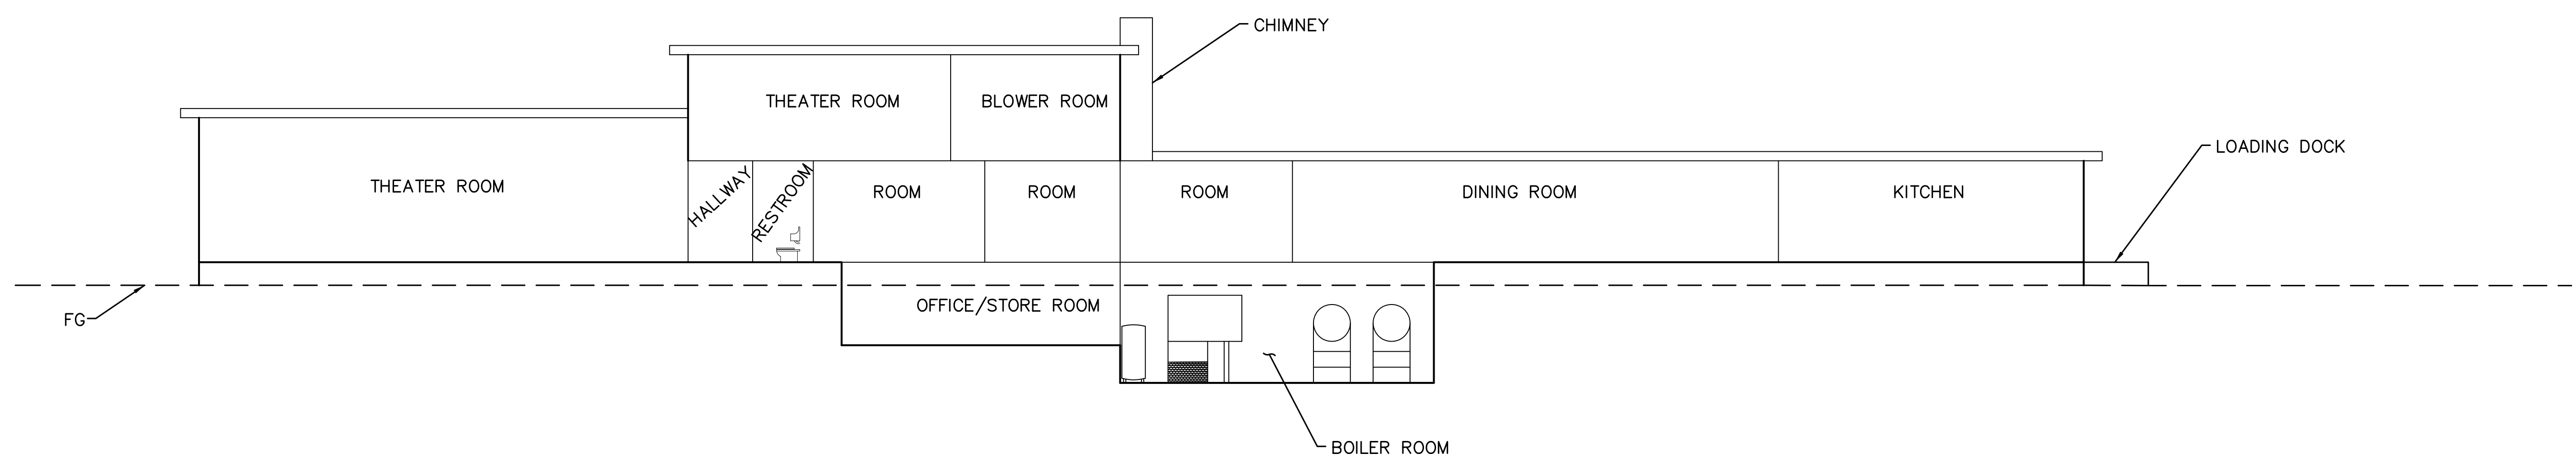 CHIMNEY
THEATER ROOM
BLOWER ROOM
LOADING DOCK
THEATER ROOM
HALLWAY
RESTROOM
ROOM
ROOM
ROOM
DINING ROOM
KITCHEN
OFFICE/STORE ROOM
FG
BOILER ROOM